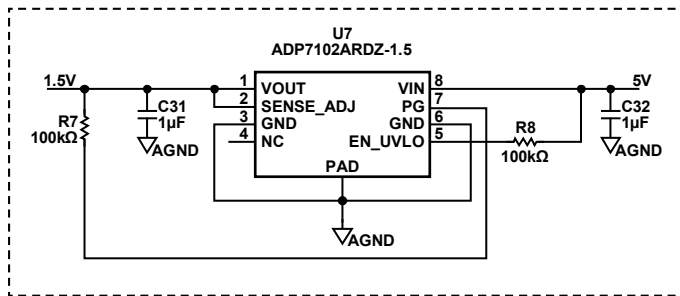 U7
ADP7102ARDZ-1.5
1.5V
1 VOUT
VIN 8
5V
2 SENSE_ADJ
PG 7
3 GND
GND 6
4 NC
EN_UVLO 5
PAD
R7
100kΩ
C31
1µF
AGND
R8
100kΩ
C32
1µF
AGND
AGND